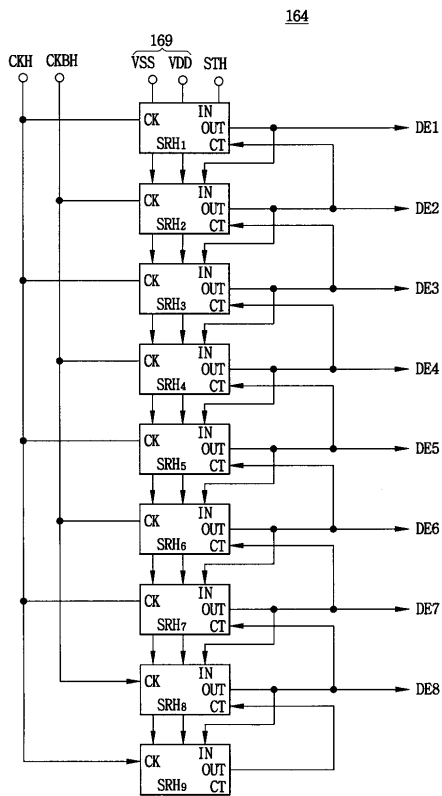 164
169
CKH CKBH VSS VDD STH
IN
CK OUT DE1
SRH1 CT
IN
CK OUT DE2
SRH2 CT
IN
CK OUT DE3
SRH3 CT
IN
CK OUT DE4
SRH4 CT
IN
CK OUT DE5
SRH5 CT
IN
CK OUT DE6
SRH6 CT
IN
CK OUT DE7
SRH7 CT
IN
CK OUT DE8
SRH8 CT
IN
CK OUT
SRH9